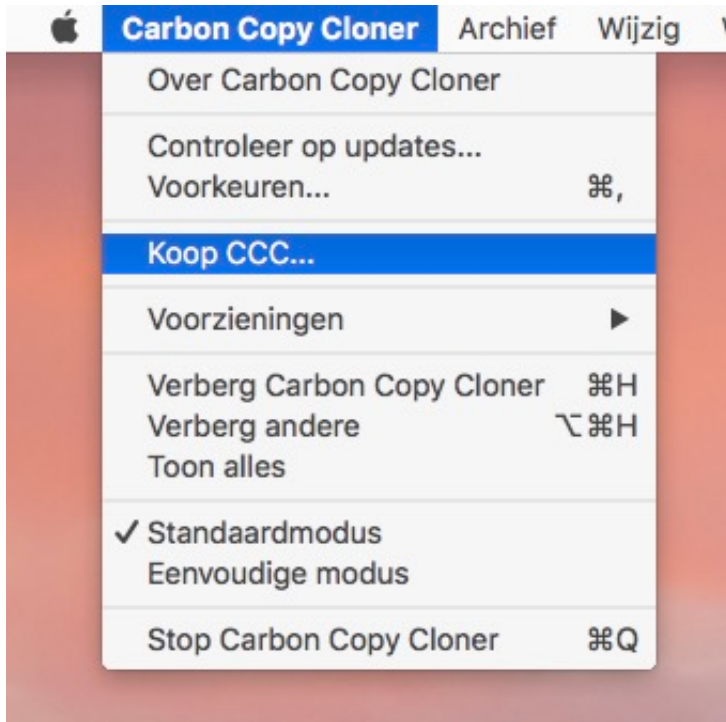 Carbon Copy Cloner Archief Wijzig
Over Carbon Copy Cloner
Controleer op updates...
Voorkeuren... ⌘,
Koop CCC...
Voorzieningen ▶
Verberg Carbon Copy Cloner ⌘H
Verberg andere ⌥⌘H
Toon alles
✓ Standaardmodus
Eenvoudige modus
Stop Carbon Copy Cloner ⌘Q